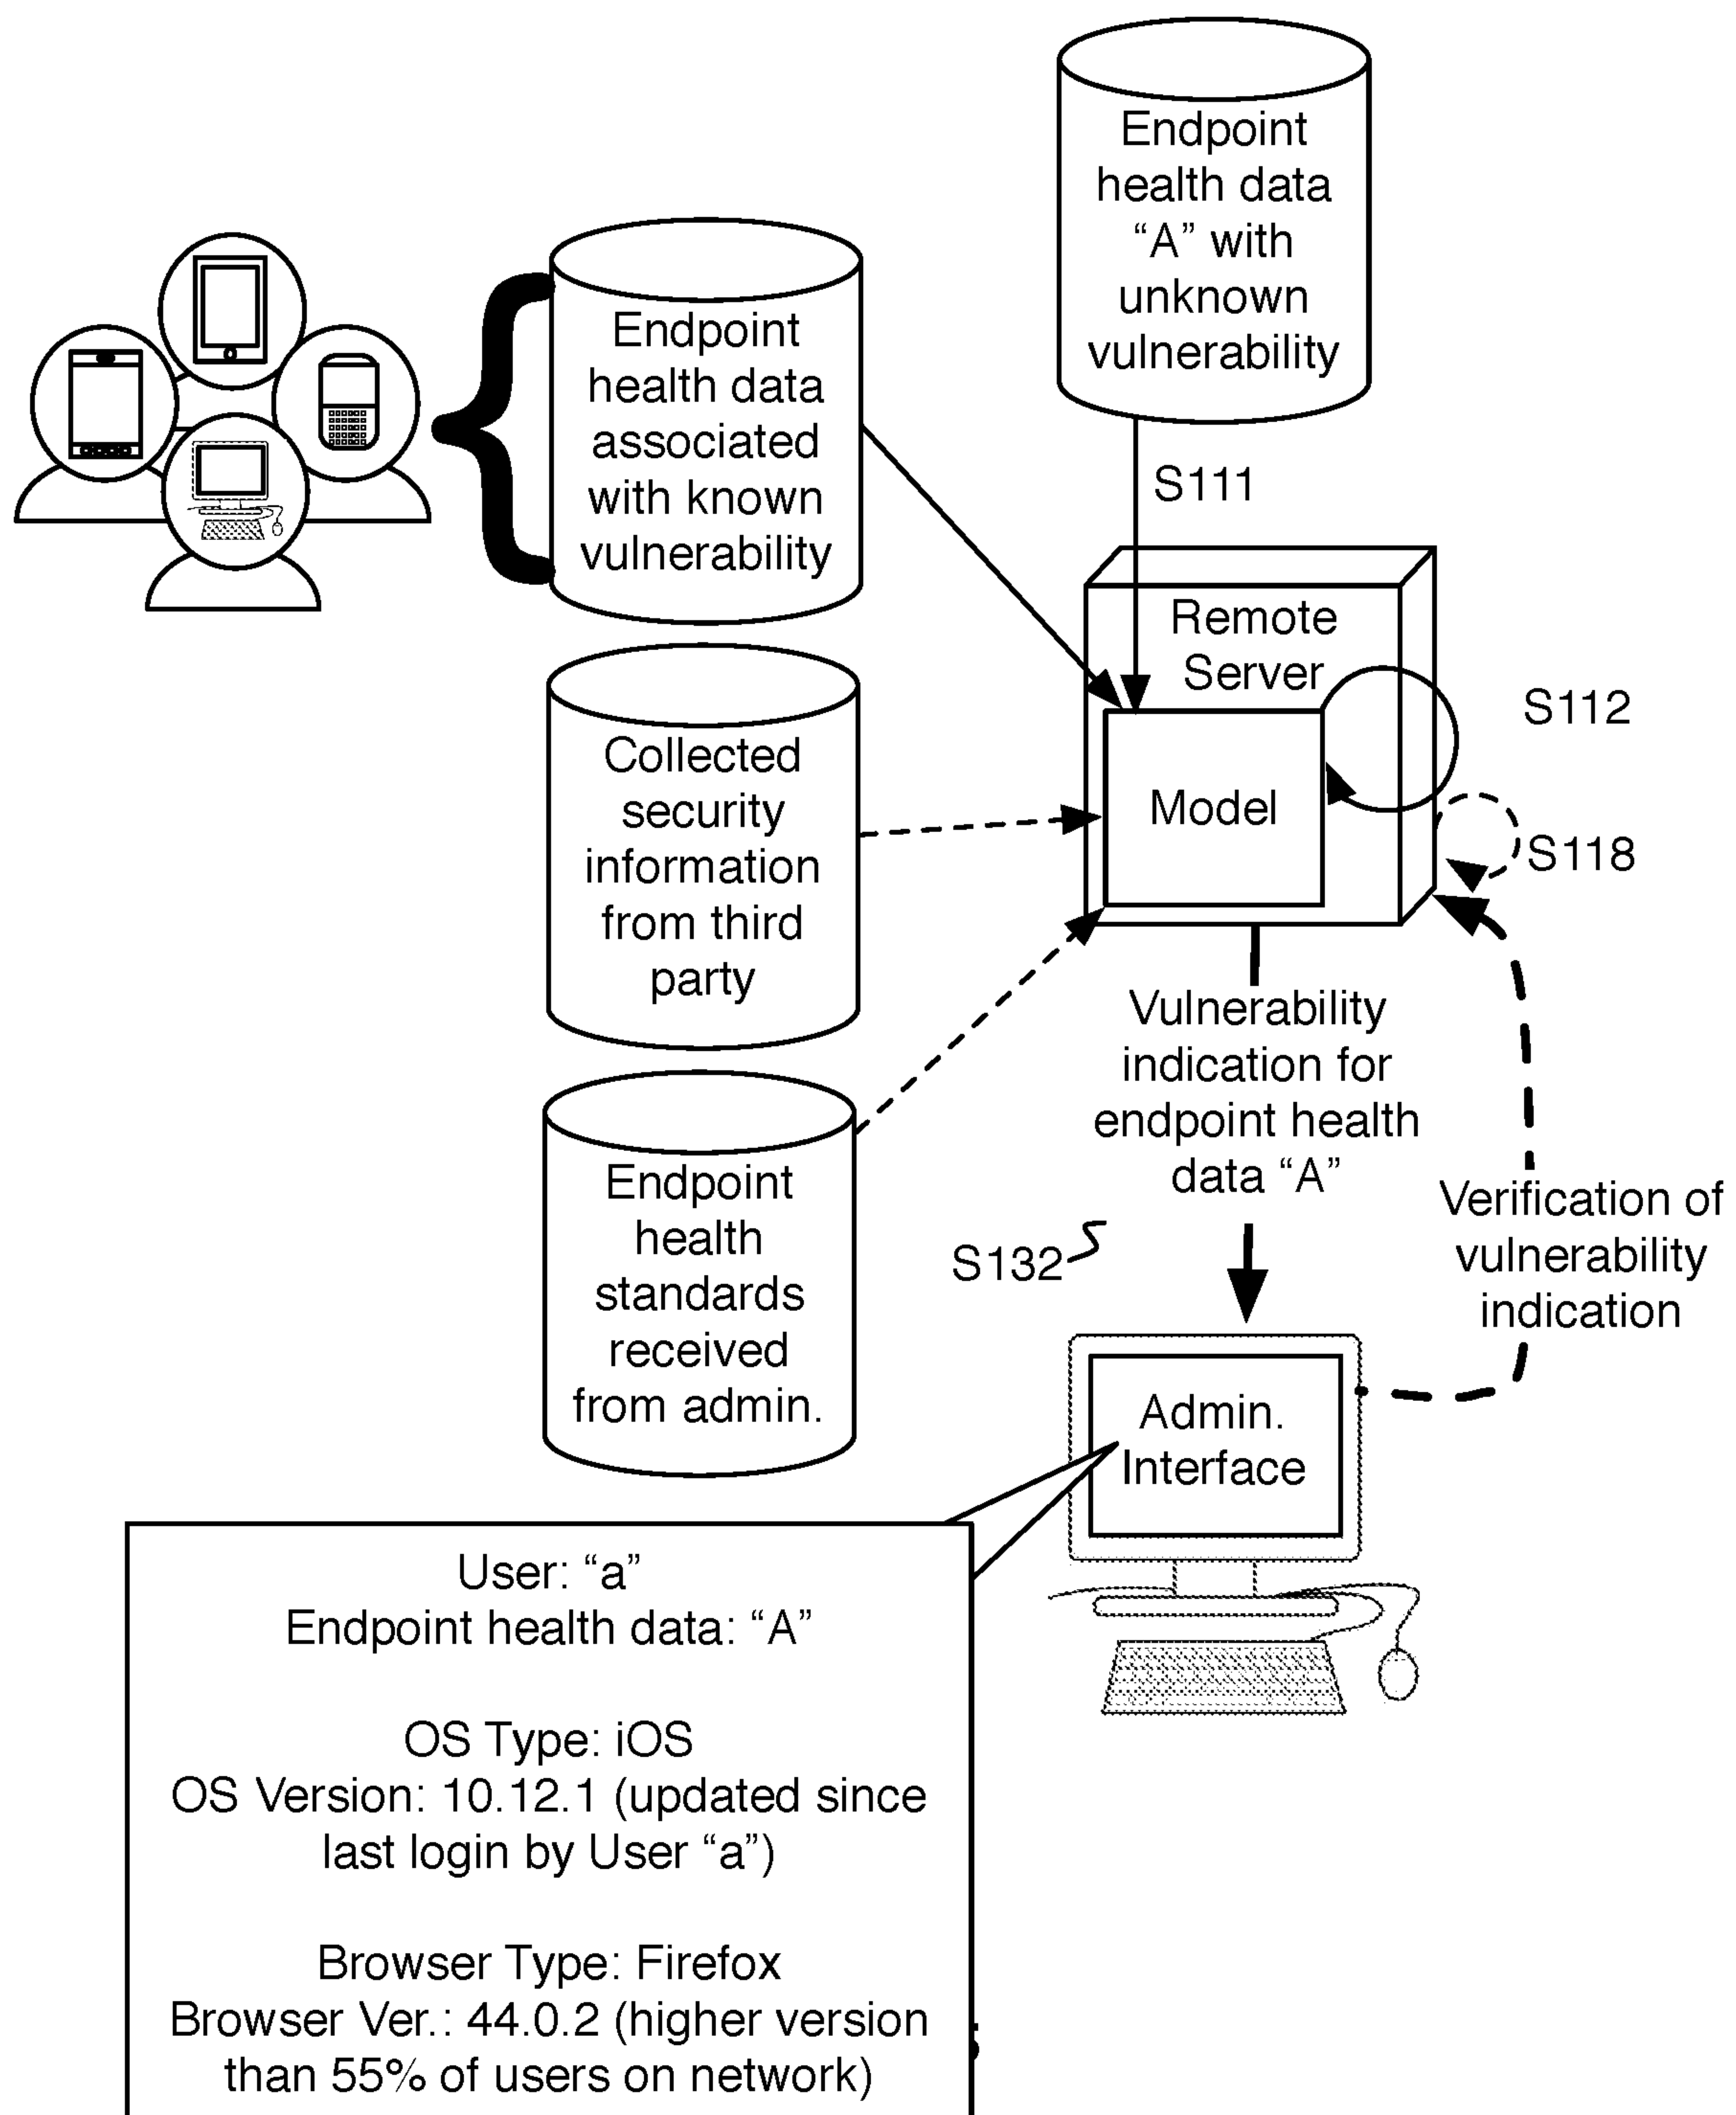 Endpoint
health data
“A” with
unknown
vulnerability
Endpoint
health data
associated
with known
vulnerability
S111
Remote
Server
Model
S112
S118
Collected
security
information
from third
party
Vulnerability
indication for
endpoint health
data “A”
Verification of
vulnerability
indication
S132
Endpoint
health
standards
received
from admin.
Admin.
Interface
User: “a”
Endpoint health data: “A”
OS Type: iOS
OS Version: 10.12.1 (updated since
last login by User “a”)
Browser Type: Firefox
Browser Ver.: 44.0.2 (higher version
than 55% of users on network)